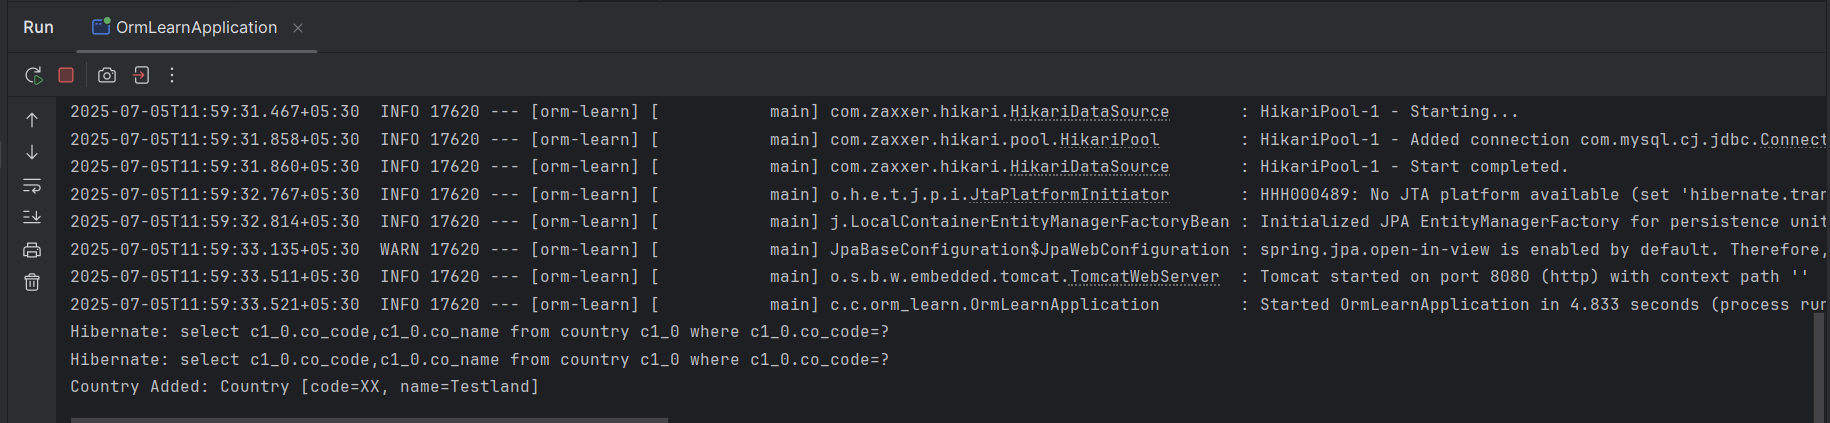 Run OrmLearnApplication
2025-07-05T11:59:31.467+05:30  INFO 17620 --- [orm-learn] [           main] com.zaxxer.hikari.HikariDataSource       : HikariPool-1 - Starting...
2025-07-05T11:59:31.858+05:30  INFO 17620 --- [orm-learn] [           main] com.zaxxer.hikari.pool.HikariPool        : HikariPool-1 - Added connection com.mysql.cj.jdbc.Connect
2025-07-05T11:59:31.860+05:30  INFO 17620 --- [orm-learn] [           main] com.zaxxer.hikari.HikariDataSource       : HikariPool-1 - Start completed.
2025-07-05T11:59:32.767+05:30  INFO 17620 --- [orm-learn] [           main] o.h.e.t.j.p.i.JtaPlatformInitiator       : HHH000489: No JTA platform available (set 'hibernate.tran
2025-07-05T11:59:32.814+05:30  INFO 17620 --- [orm-learn] [           main] j.LocalContainerEntityManagerFactoryBean : Initialized JPA EntityManagerFactory for persistence unit
2025-07-05T11:59:33.135+05:30  WARN 17620 --- [orm-learn] [           main] JpaBaseConfiguration$JpaWebConfiguration : spring.jpa.open-in-view is enabled by default. Therefore,
2025-07-05T11:59:33.511+05:30  INFO 17620 --- [orm-learn] [           main] o.s.b.w.embedded.tomcat.TomcatWebServer  : Tomcat started on port 8080 (http) with context path ''
2025-07-05T11:59:33.521+05:30  INFO 17620 --- [orm-learn] [           main] c.c.orm_learn.OrmLearnApplication        : Started OrmLearnApplication in 4.833 seconds (process run
Hibernate: select c1_0.co_code,c1_0.co_name from country c1_0 where c1_0.co_code=?
Hibernate: select c1_0.co_code,c1_0.co_name from country c1_0 where c1_0.co_code=?
Country Added: Country [code=XX, name=Testland]